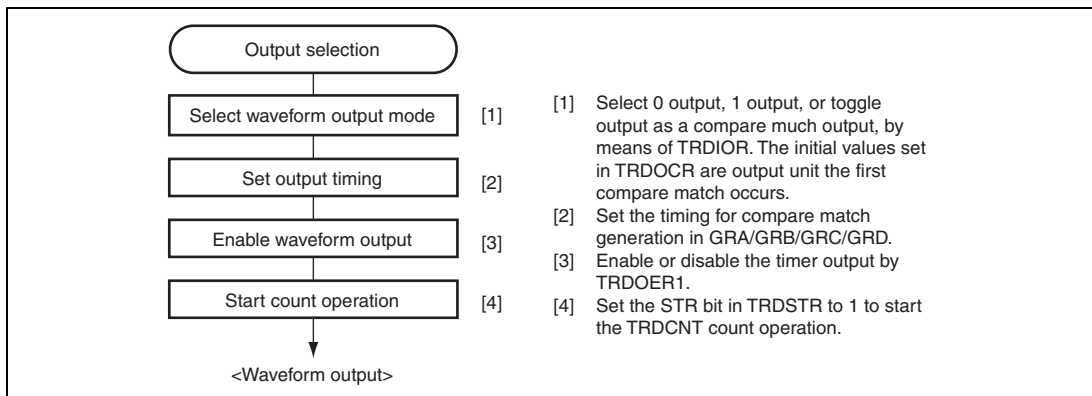 Output selection
Select waveform output mode [1]
Set output timing [2]
Enable waveform output [3]
Start count operation [4]
<Waveform output>
[1] Select 0 output, 1 output, or toggle
output as a compare much output, by
means of TRDIOR. The initial values set
in TRDOCR are output unit the first
compare match occurs.
[2] Set the timing for compare match
generation in GRA/GRB/GRC/GRD.
[3] Enable or disable the timer output by
TRDOER1.
[4] Set the STR bit in TRDSTR to 1 to start
the TRDCNT count operation.